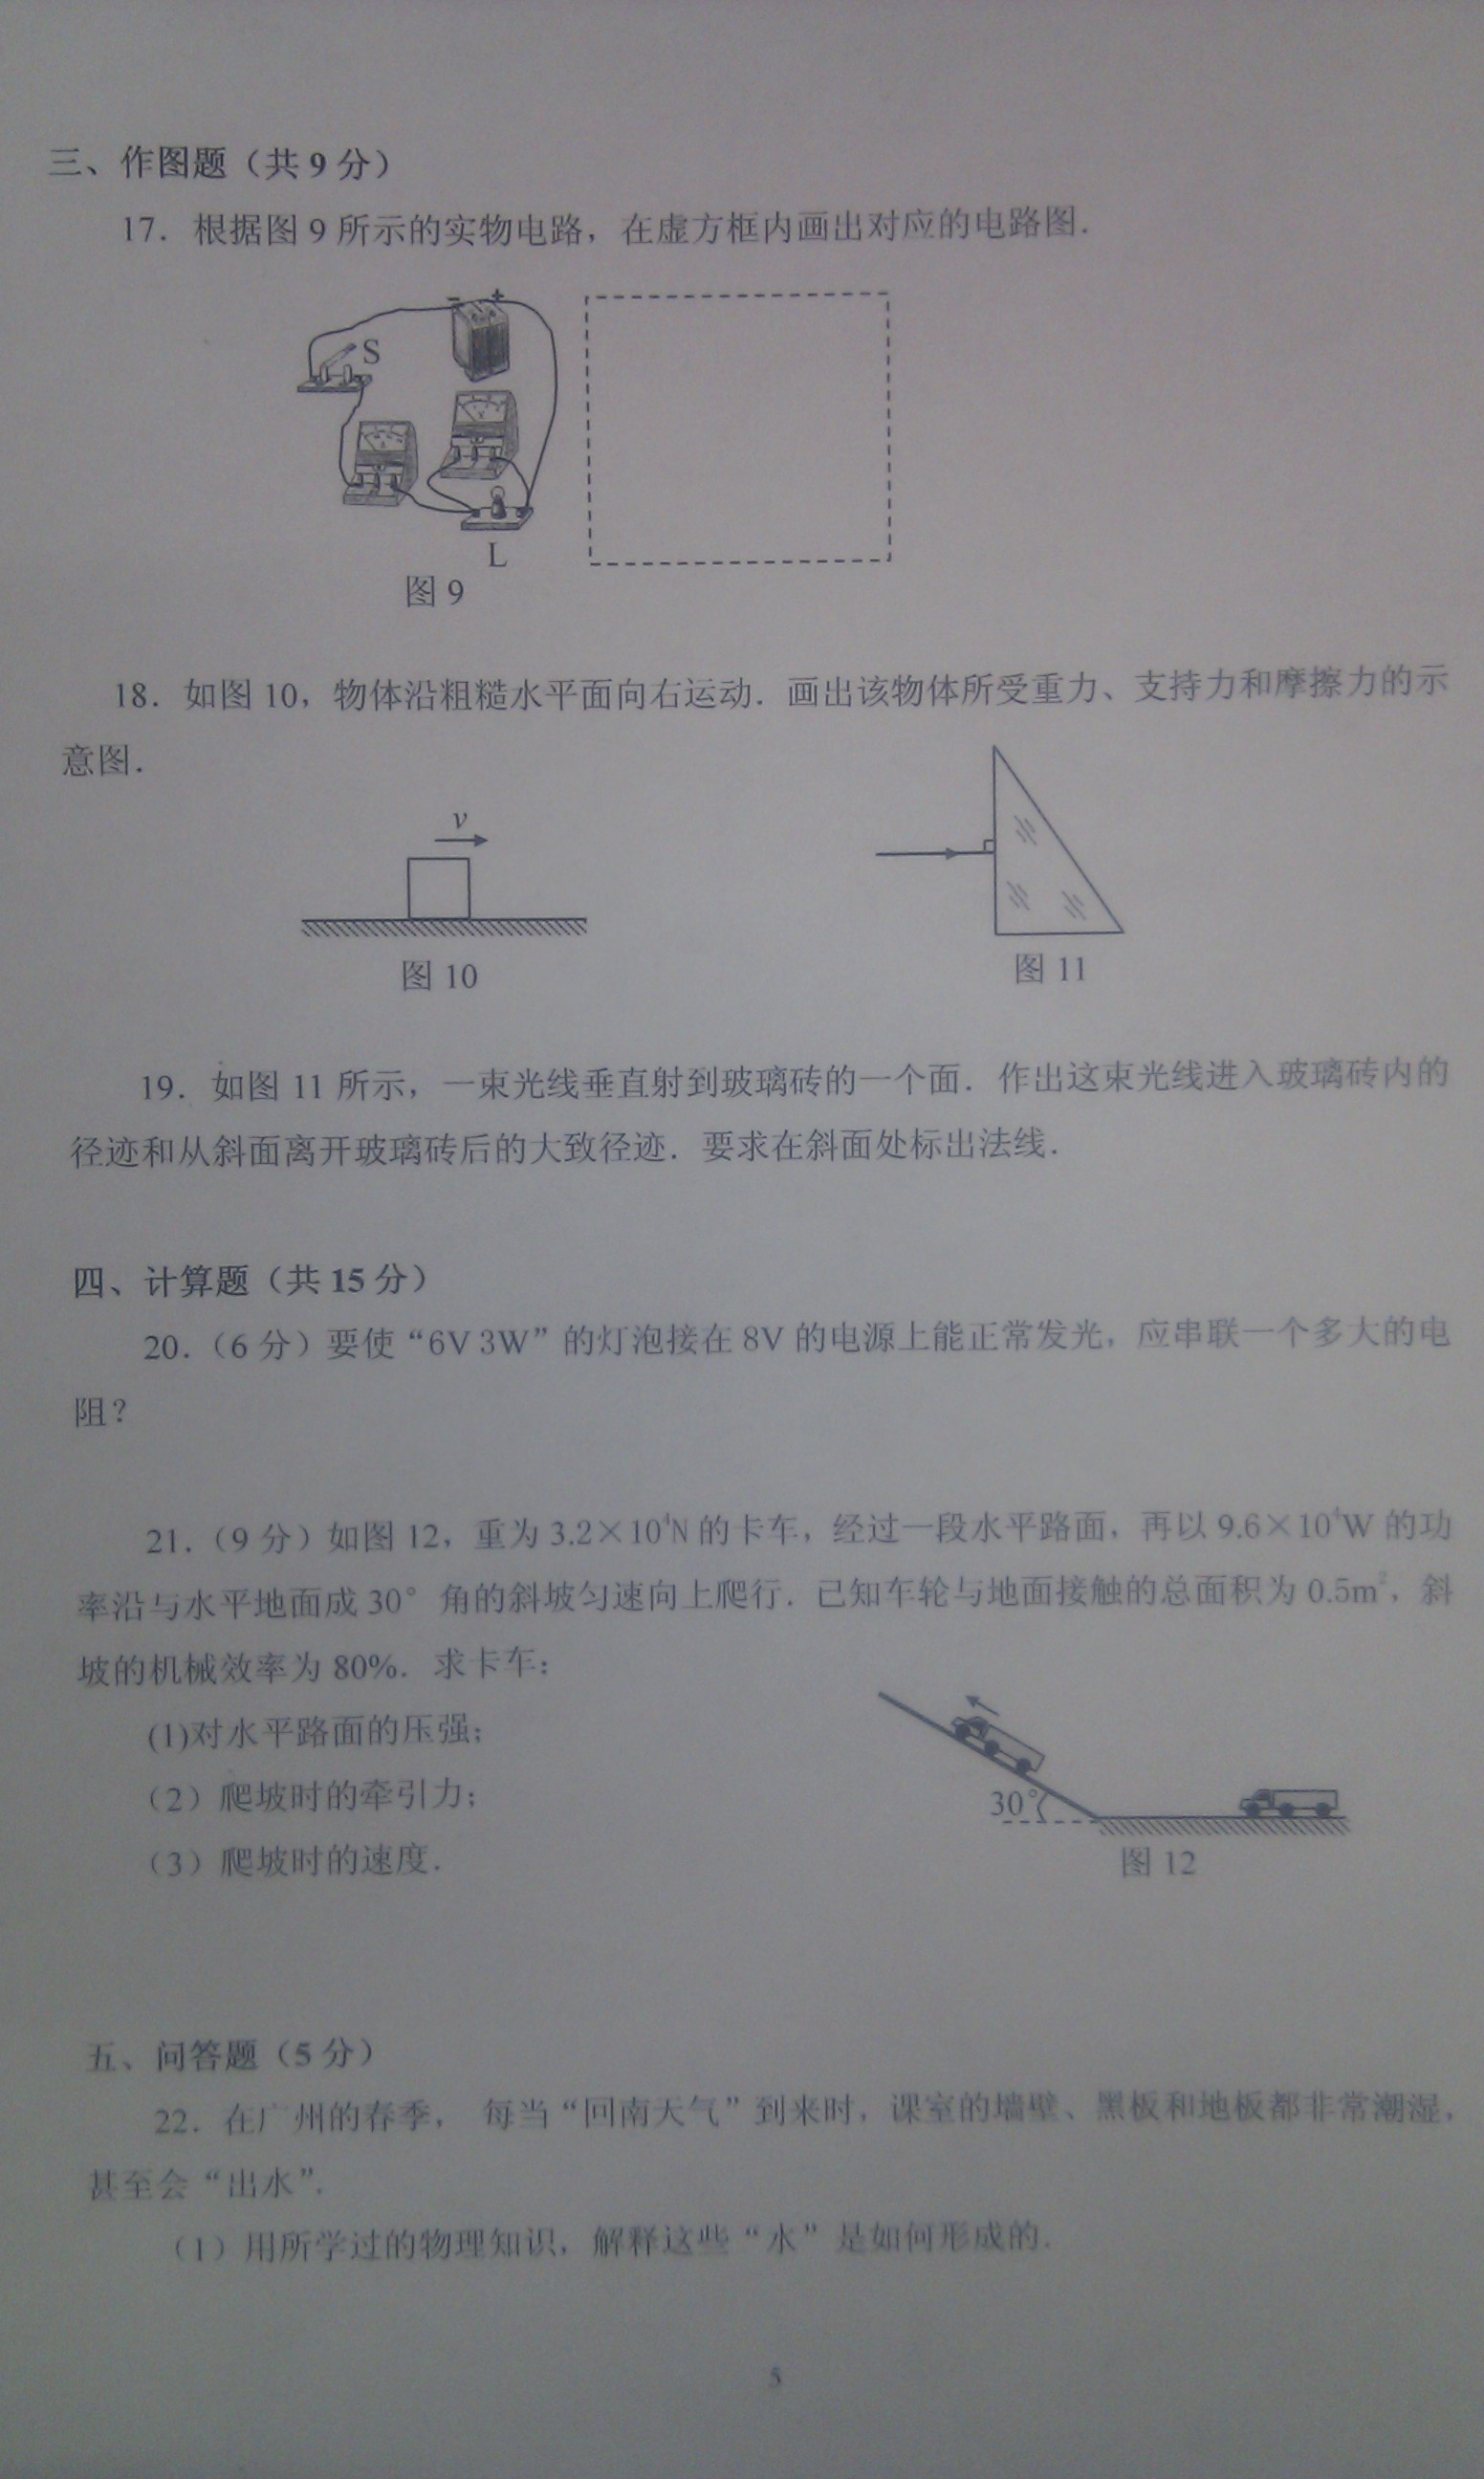 三、作图题（共 9 分）
17．根据图 9 所示的实物电路，在虚方框内画出对应的电路图．
- +
S
A
V
L
图 9
18．如图 10，物体沿粗糙水平面向右运动．画出该物体所受重力、支持力和摩擦力的示
意图．
v
图 10
图 11
19．如图 11 所示，一束光线垂直射到玻璃砖的一个面．作出这束光线进入玻璃砖内的
径迹和从斜面离开玻璃砖后的大致径迹．要求在斜面处标出法线．
四、计算题（共 15 分）
20．（6 分）要使“6V 3W”的灯泡接在 8V 的电源上能正常发光，应串联一个多大的电
阻？
21．（9 分）如图 12，重为 3.2×10⁴N 的卡车，经过一段水平路面，再以 9.6×10⁴W 的功
率沿与水平地面成 30° 角的斜坡匀速向上爬行．已知车轮与地面接触的总面积为 0.5m²，斜
坡的机械效率为 80%．求卡车：
(1)对水平路面的压强；
（2）爬坡时的牵引力；
（3）爬坡时的速度．
30°
图 12
五、问答题（5 分）
22．在广州的春季， 每当“回南天气”到来时，课室的墙壁、黑板和地板都非常潮湿，
甚至会“出水”．
（1）用所学过的物理知识，解释这些“水”是如何形成的．
5